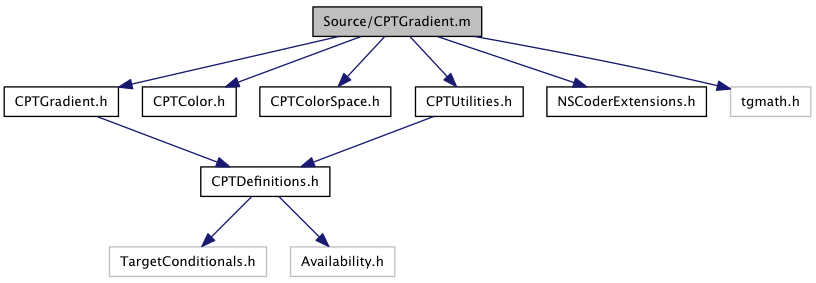 Source/CPTGradient.m
CPTGradient.h
CPTColor.h
CPTColorSpace.h
CPTUtilities.h
NSCoderExtensions.h
tgmath.h
CPTDefinitions.h
TargetConditionals.h
Availability.h